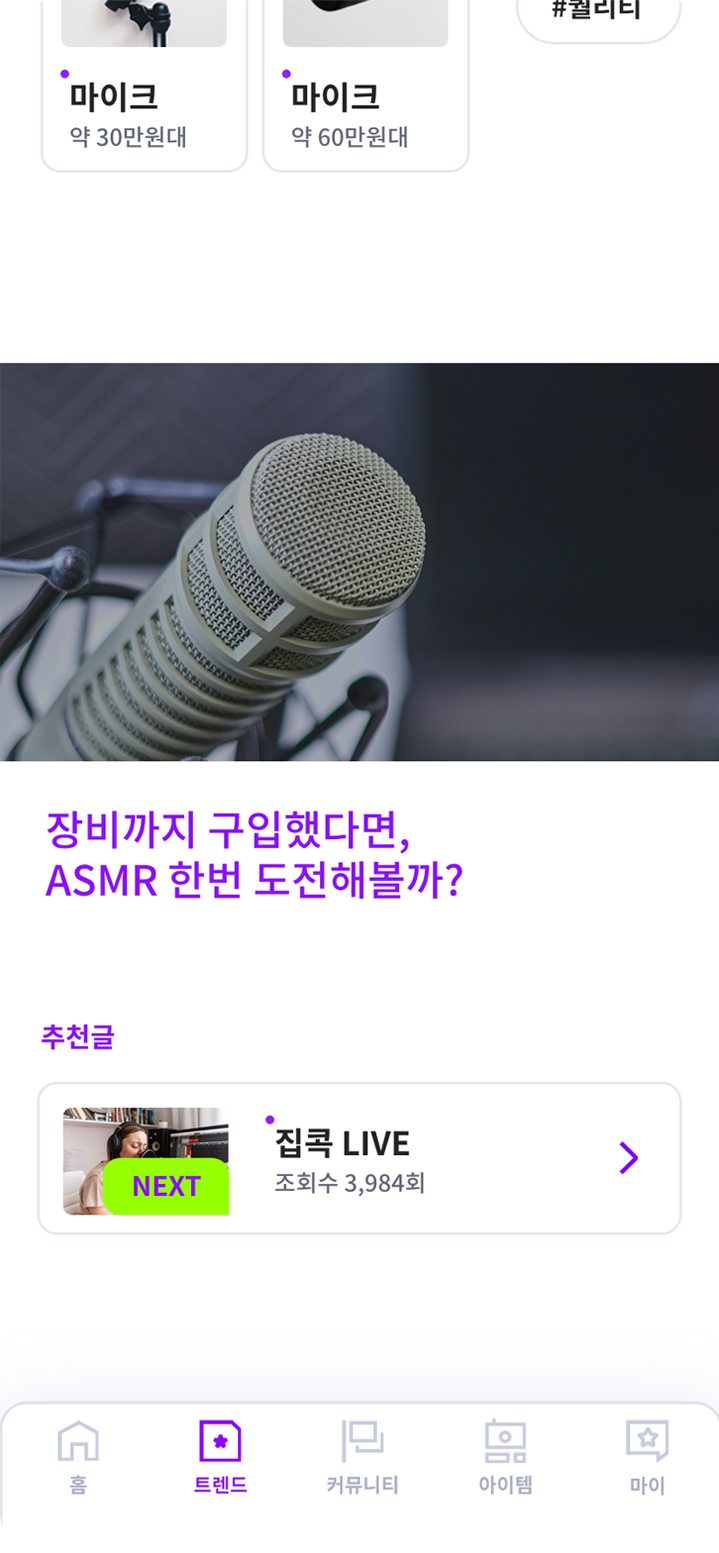 #퀄리티
마이크
약 30만원대
마이크
약 60만원대
장비까지 구입했다면,
ASMR 한번 도전해볼까?
추천글
NEXT
집콕 LIVE
조회수 3,984회
홈
트렌드
커뮤니티
아이템
마이